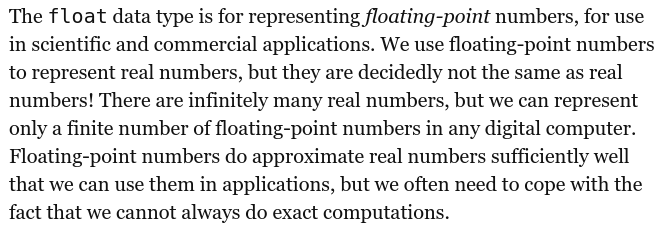 The float data type is for representing floating-point numbers, for use
in scientific and commercial applications. We use floating-point numbers
to represent real numbers, but they are decidedly not the same as real
numbers! There are infinitely many real numbers, but we can represent
only a finite number of floating-point numbers in any digital computer.
Floating-point numbers do approximate real numbers sufficiently well
that we can use them in applications, but we often need to cope with the
fact that we cannot always do exact computations.